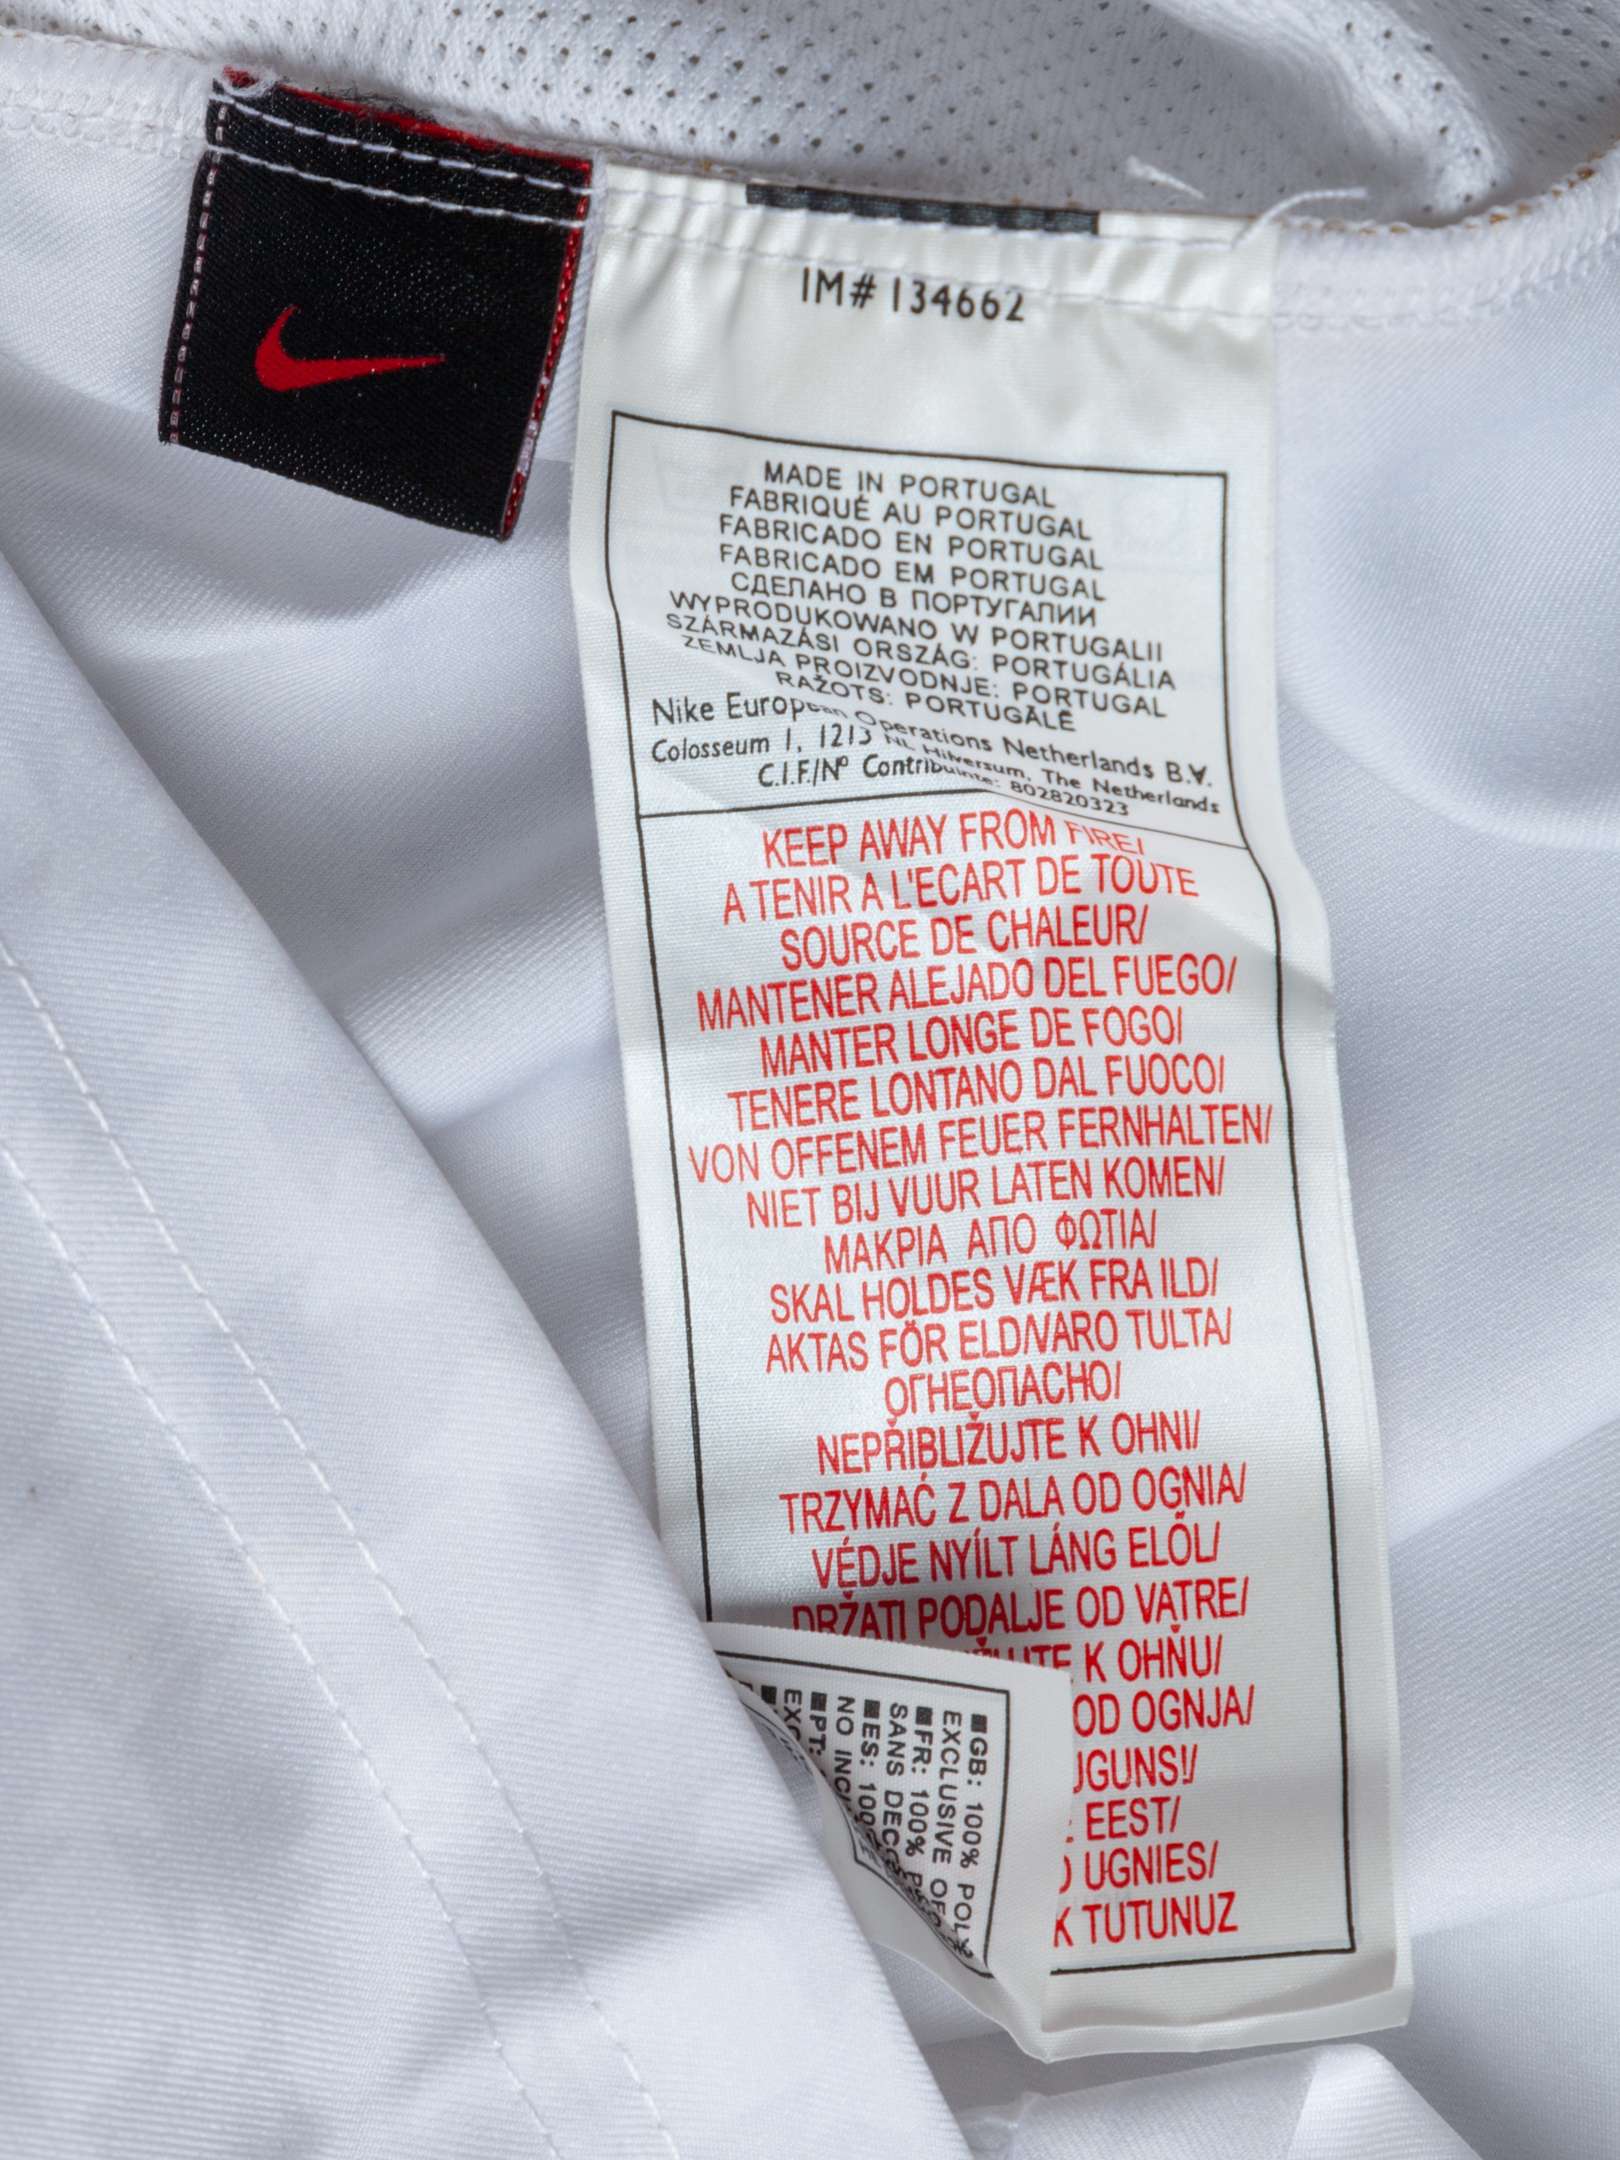 IM# 134662
MADE IN PORTUGAL
FABRIQUÉ AU PORTUGAL
FABRICADO EN PORTUGAL
FABRICADO EM PORTUGAL
СДЕЛАНО В ПОРТУГАЛИИ
WYPRODUKOWANO W PORTUGALII
SZÁRMAZÁSI ORSZÁG: PORTUGÁLIA
ZEMLJA PROIZVODNJE: PORTUGAL
RAŽOTS: PORTUGĀLĒ
Nike European Operations Netherlands B.V.
Colosseum 1, 1213 NL Hilversum, The Netherlands
C.I.F./Nº Contribuinte: 802820323
KEEP AWAY FROM FIRE/
A TENIR A L'ECART DE TOUTE
SOURCE DE CHALEUR/
MANTENER ALEJADO DEL FUEGO/
MANTER LONGE DE FOGO/
TENERE LONTANO DAL FUOCO/
VON OFFENEM FEUER FERNHALTEN/
NIET BIJ VUUR LATEN KOMEN/
ΜΑΚΡΙΑ ΑΠΟ ΦΩΤΙΑ/
SKAL HOLDES VÆK FRA ILD/
AKTAS FÖR ELD/VARO TULTA/
ОГНЕОПАСНО/
NEPŘIBLIŽUJTE K OHNI/
TRZYMAĆ Z DALA OD OGNIA/
VÉDJE NYÍLT LÁNG ELŐL/
DRŽATI PODALJE OD VATRE/
K OHŇU/
OD OGNJA/
UGUNS!/
EEST/
UGNIES/
TUTUNUZ
■GB: 100% POLY
EXCLUSIVE OF
■FR: 100% P
SANS DECO
■ES: 100%
NO INCL
■PT:
EXC